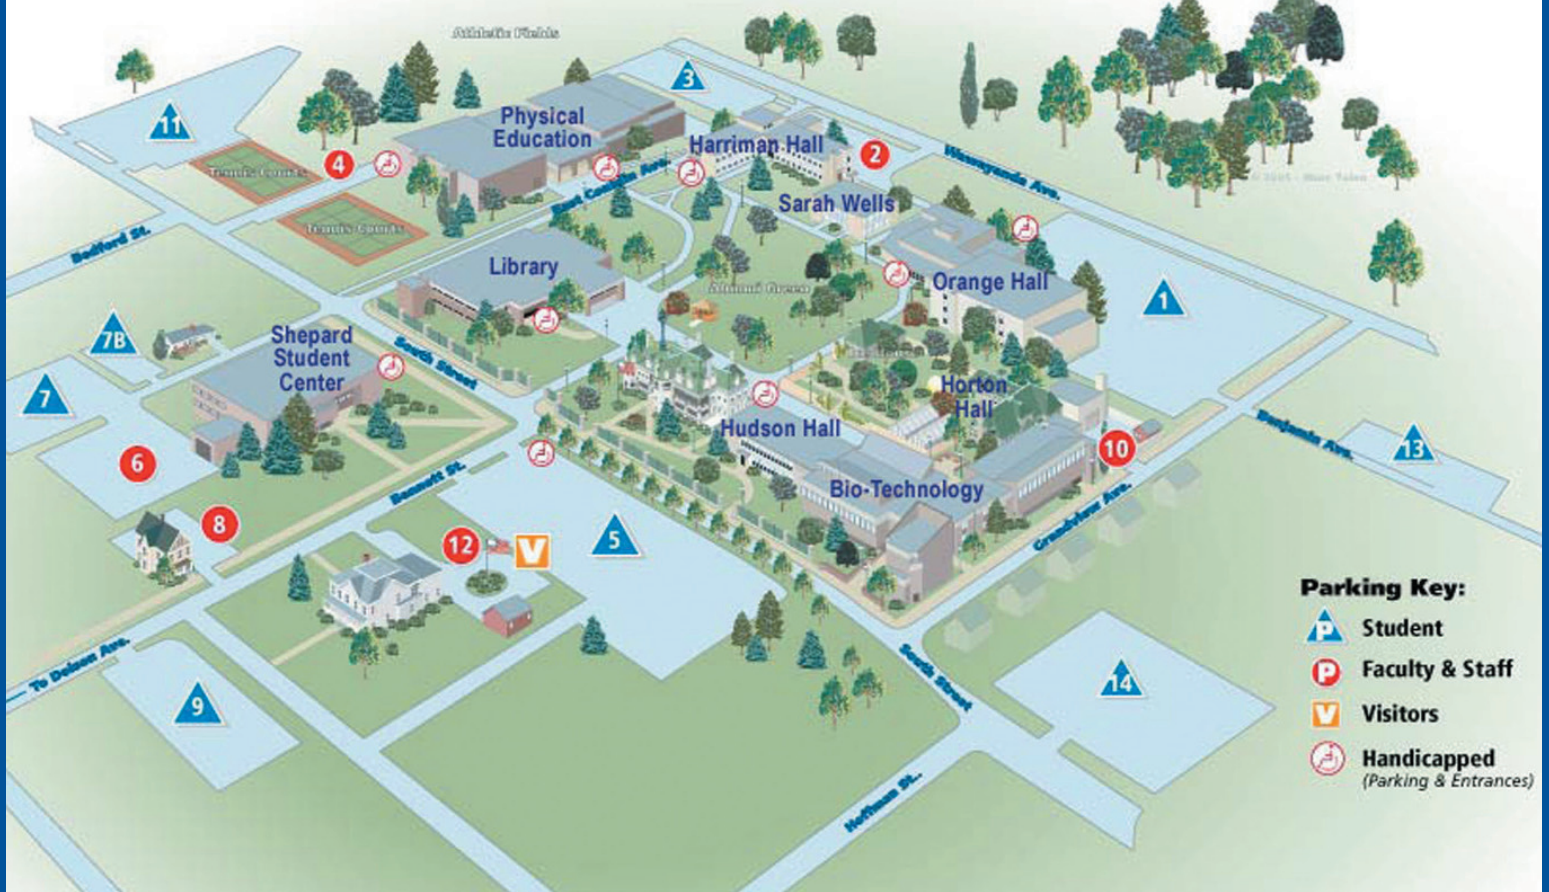 Athletic Fields
3
11
Physical
Education
Harriman Hall
2
4
Tennis Courts
East Conklin Ave.
Wawayanda Ave.
Sarah Wells
Tennis Courts
Bedford St.
Library
Orange Hall
Alumni Green
1
7B
Shepard
Student
Center
South Street
7
Horton
Hall
Hudson Hall
Benjamin Ave.
13
10
6
Bennett St.
Bio-Technology
Grandview Ave.
8
12
V
5
Parking Key:
P Student
P Faculty & Staff
V Visitors
Handicapped
(Parking & Entrances)
To Dolson Ave.
South Street
14
9
Hoffman St.